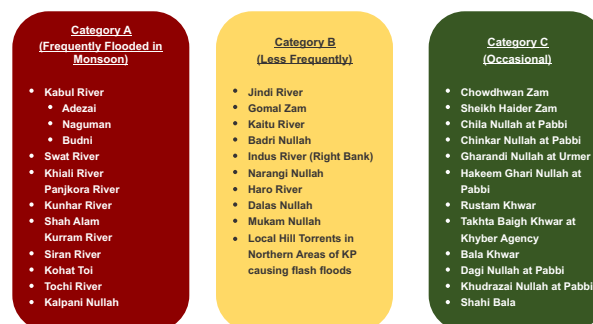 Category A
(Frequently Flooded in
Monsoon)
• Kabul River
• Adezai
• Naguman
• Budni
• Swat River
• Khiali River
Panjkora River
• Kunhar River
• Shah Alam
Kurram River
• Siran River
• Kohat Toi
• Tochi River
• Kalpani Nullah
Category B
(Less Frequently)
• Jindi River
• Gomal Zam
• Kaitu River
• Badri Nullah
• Indus River (Right Bank)
• Narangi Nullah
• Haro River
• Dalas Nullah
• Mukam Nullah
• Local Hill Torrents in
Northern Areas of KP
causing flash floods
Category C
(Occasional)
• Chowdhwan Zam
• Sheikh Haider Zam
• Chila Nullah at Pabbi
• Chinkar Nullah at Pabbi
• Gharandi Nullah at Urmer
• Hakeem Ghari Nullah at
Pabbi
• Rustam Khwar
• Takhta Baigh Khwar at
Khyber Agency
• Bala Khwar
• Dagi Nullah at Pabbi
• Khudrazai Nullah at Pabbi
• Shahi Bala